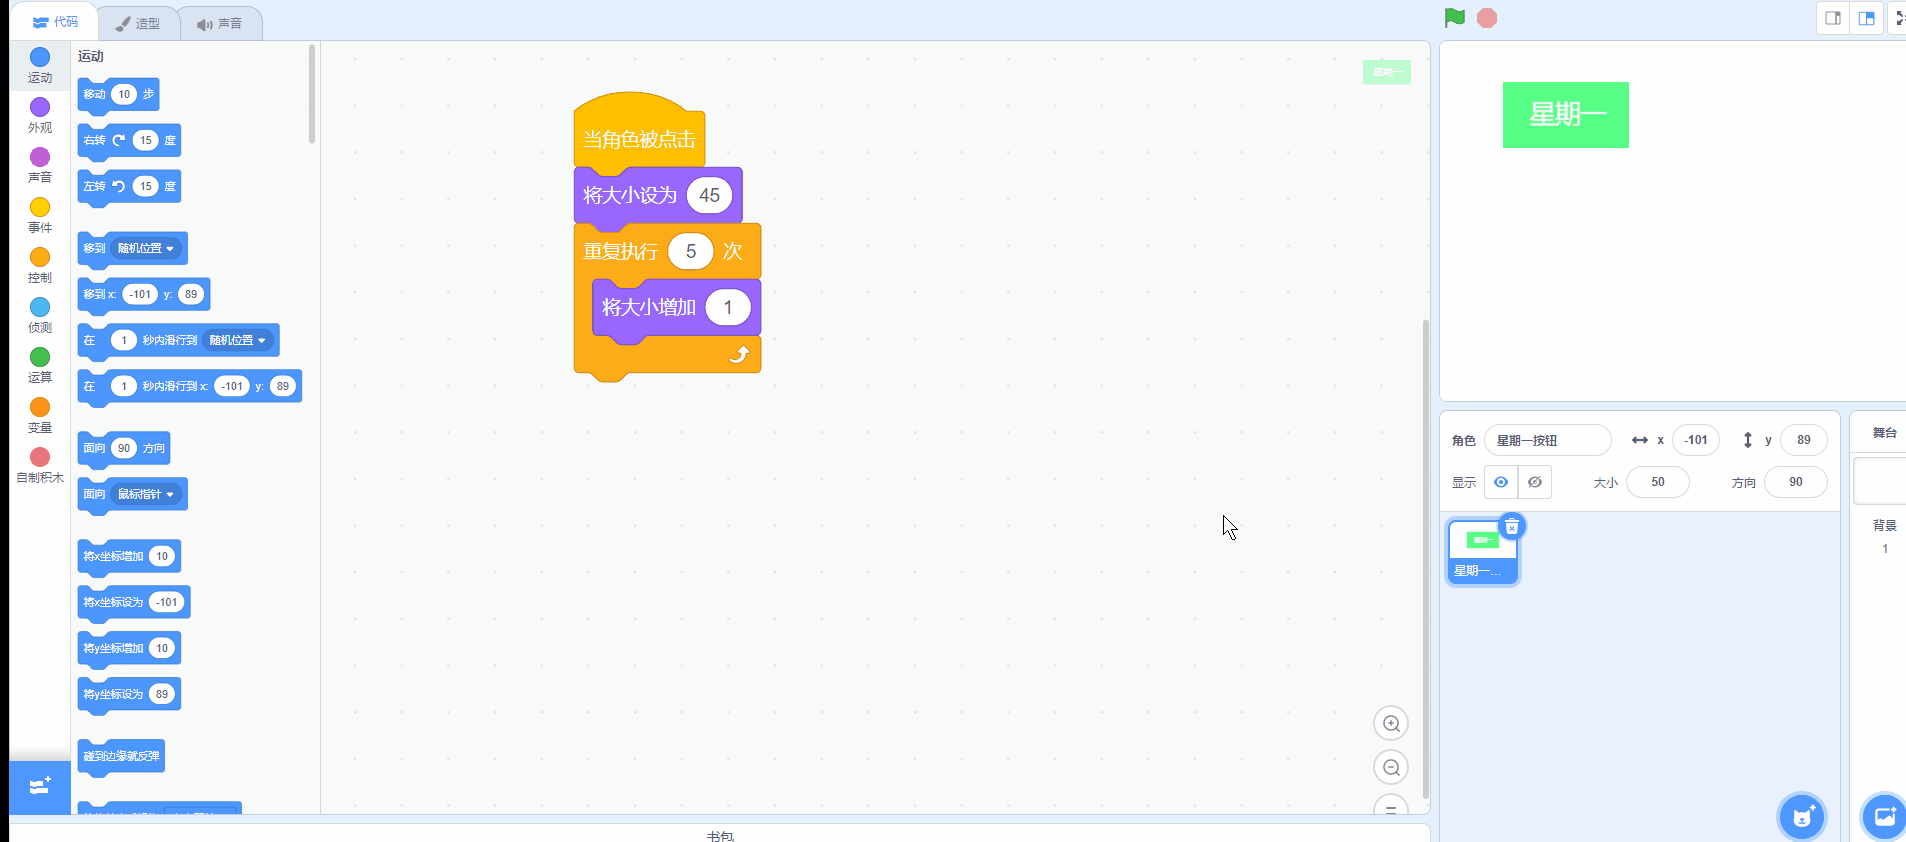 代码
造型
声音
运动
外观
声音
事件
控制
侦测
运算
变量
自制积木
运动
移动 10 步
右转 15 度
左转 15 度
移到 随机位置
移到 x: -101 y: 89
在 1 秒内滑行到 随机位置
在 1 秒内滑行到 x: -101 y: 89
面向 90 方向
面向 鼠标指针
将x坐标增加 10
将x坐标设为 -101
将y坐标增加 10
将y坐标设为 89
碰到边缘就反弹
当角色被点击
将大小设为 45
重复执行 5 次
将大小增加 1
星期一
书包
星期一
角色 星期一按钮 x -101 y 89
显示 大小 50 方向 90
星期一
星期一...
舞台
背景
1